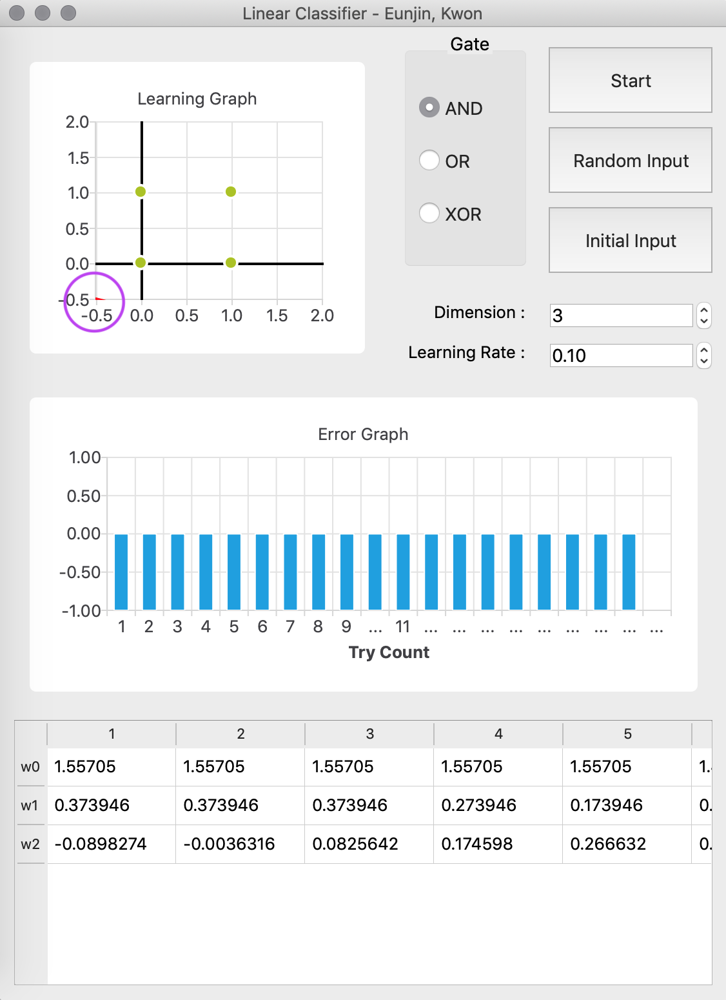 Linear Classifier - Eunjin, Kwon
Gate
Learning Graph
2.0
1.5
1.0
0.5
0.0
-0.5
-0.5 0.0 0.5 1.0 1.5 2.0
AND
OR
XOR
Start
Random Input
Initial Input
Dimension : 3
Learning Rate : 0.10
Error Graph
1.00
0.50
0.00
-0.50
-1.00
1 2 3 4 5 6 7 8 9 ... 11 ... ... ... ... ... ... ... ... ...
Try Count
1 2 3 4 5
w0 1.55705 1.55705 1.55705 1.55705 1.55705 1.
w1 0.373946 0.373946 0.373946 0.273946 0.173946 0.
w2 -0.0898274 -0.0036316 0.0825642 0.174598 0.266632 0.